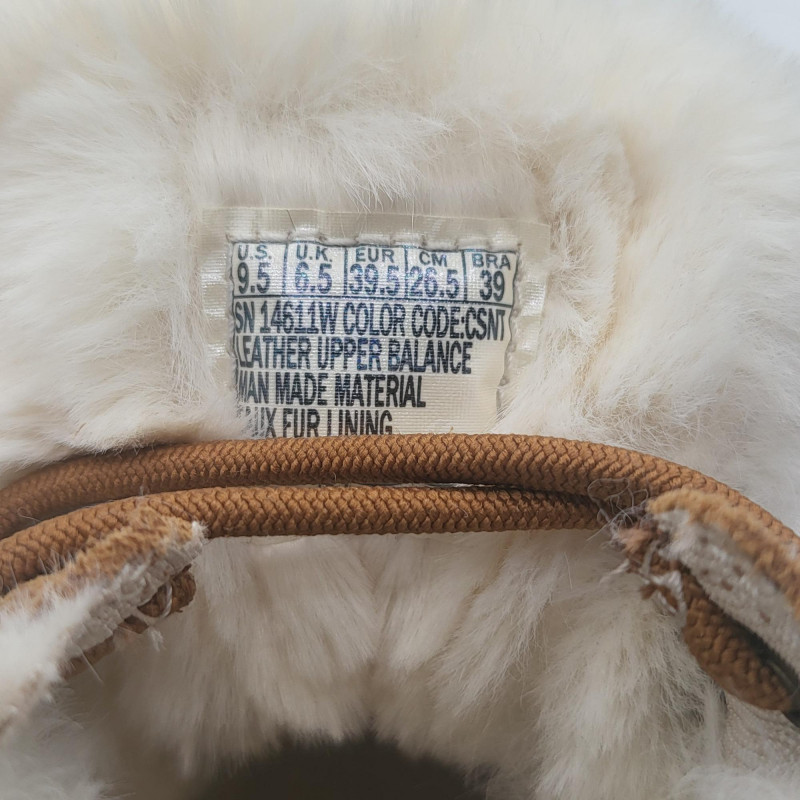 U.S. U.K. EUR CM BRA
9.5 6.5 39.5 26.5 39
SN 14611W COLOR CODE:CSNT
LEATHER UPPER BALANCE
MAN MADE MATERIAL
FUR LINING